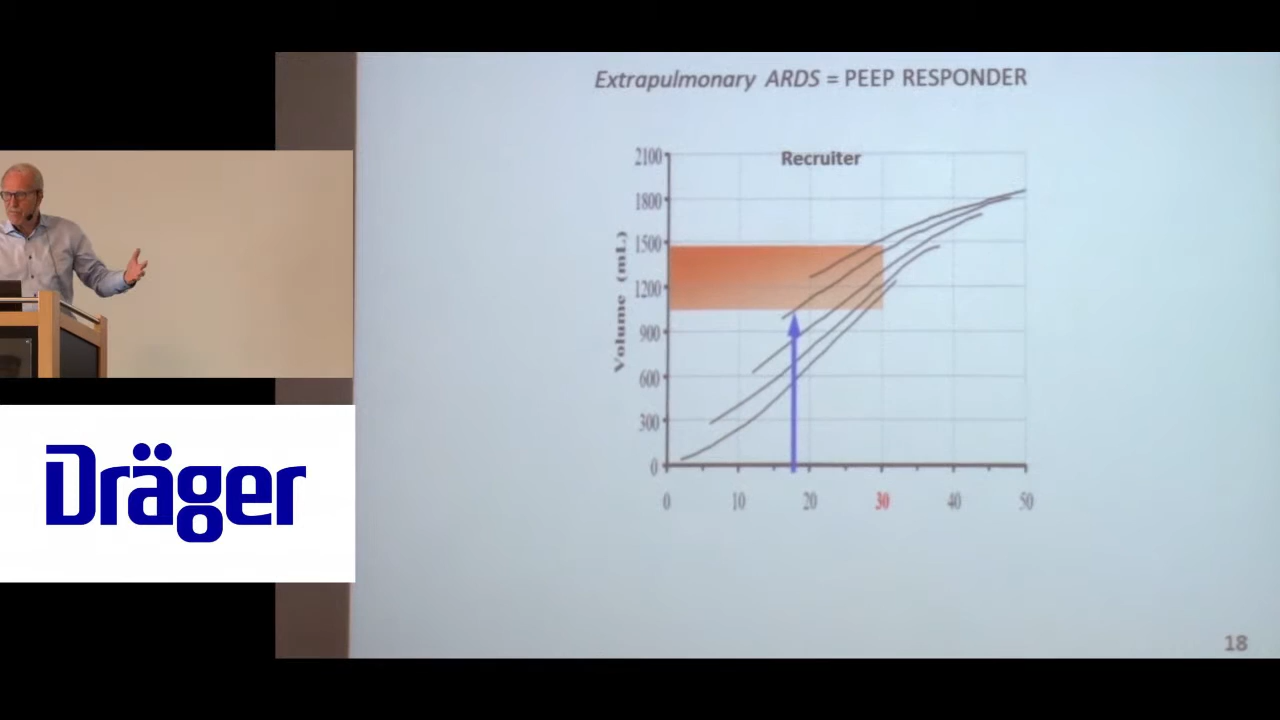 Extrapulmonary ARDS = PEEP RESPONDER
Recruiter
2100
1800
1500
1200
900
600
300
0
Volume (mL)
0 10 20 30 40 50
Dräger
18